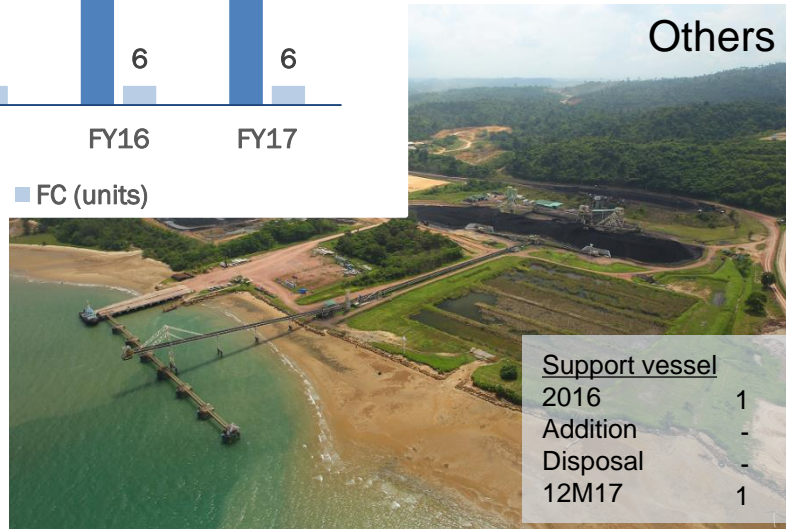 Others
6 6
FY16 FY17
FC (units)
Support vessel
2016 1
Addition -
Disposal -
12M17 1